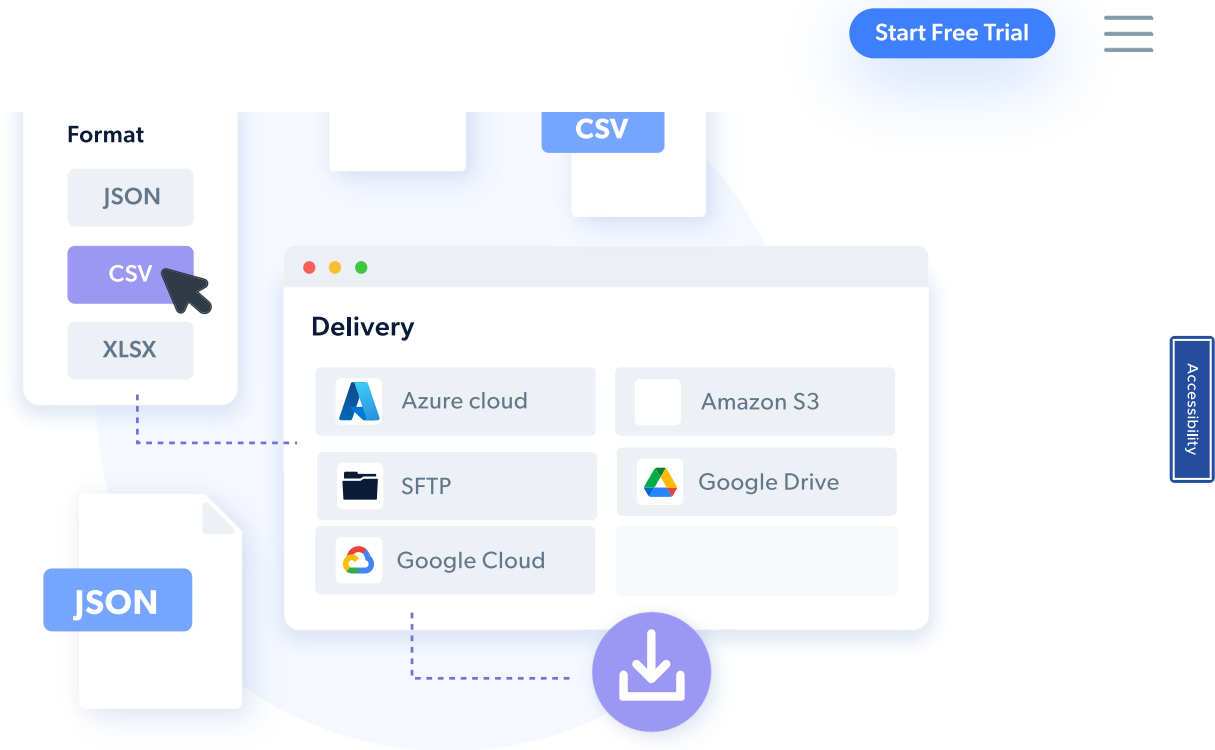 Start Free Trial
Format
JSON
CSV
XLSX
CSV
Delivery
Azure cloud
Amazon S3
SFTP
Google Drive
Google Cloud
JSON
Accessibility